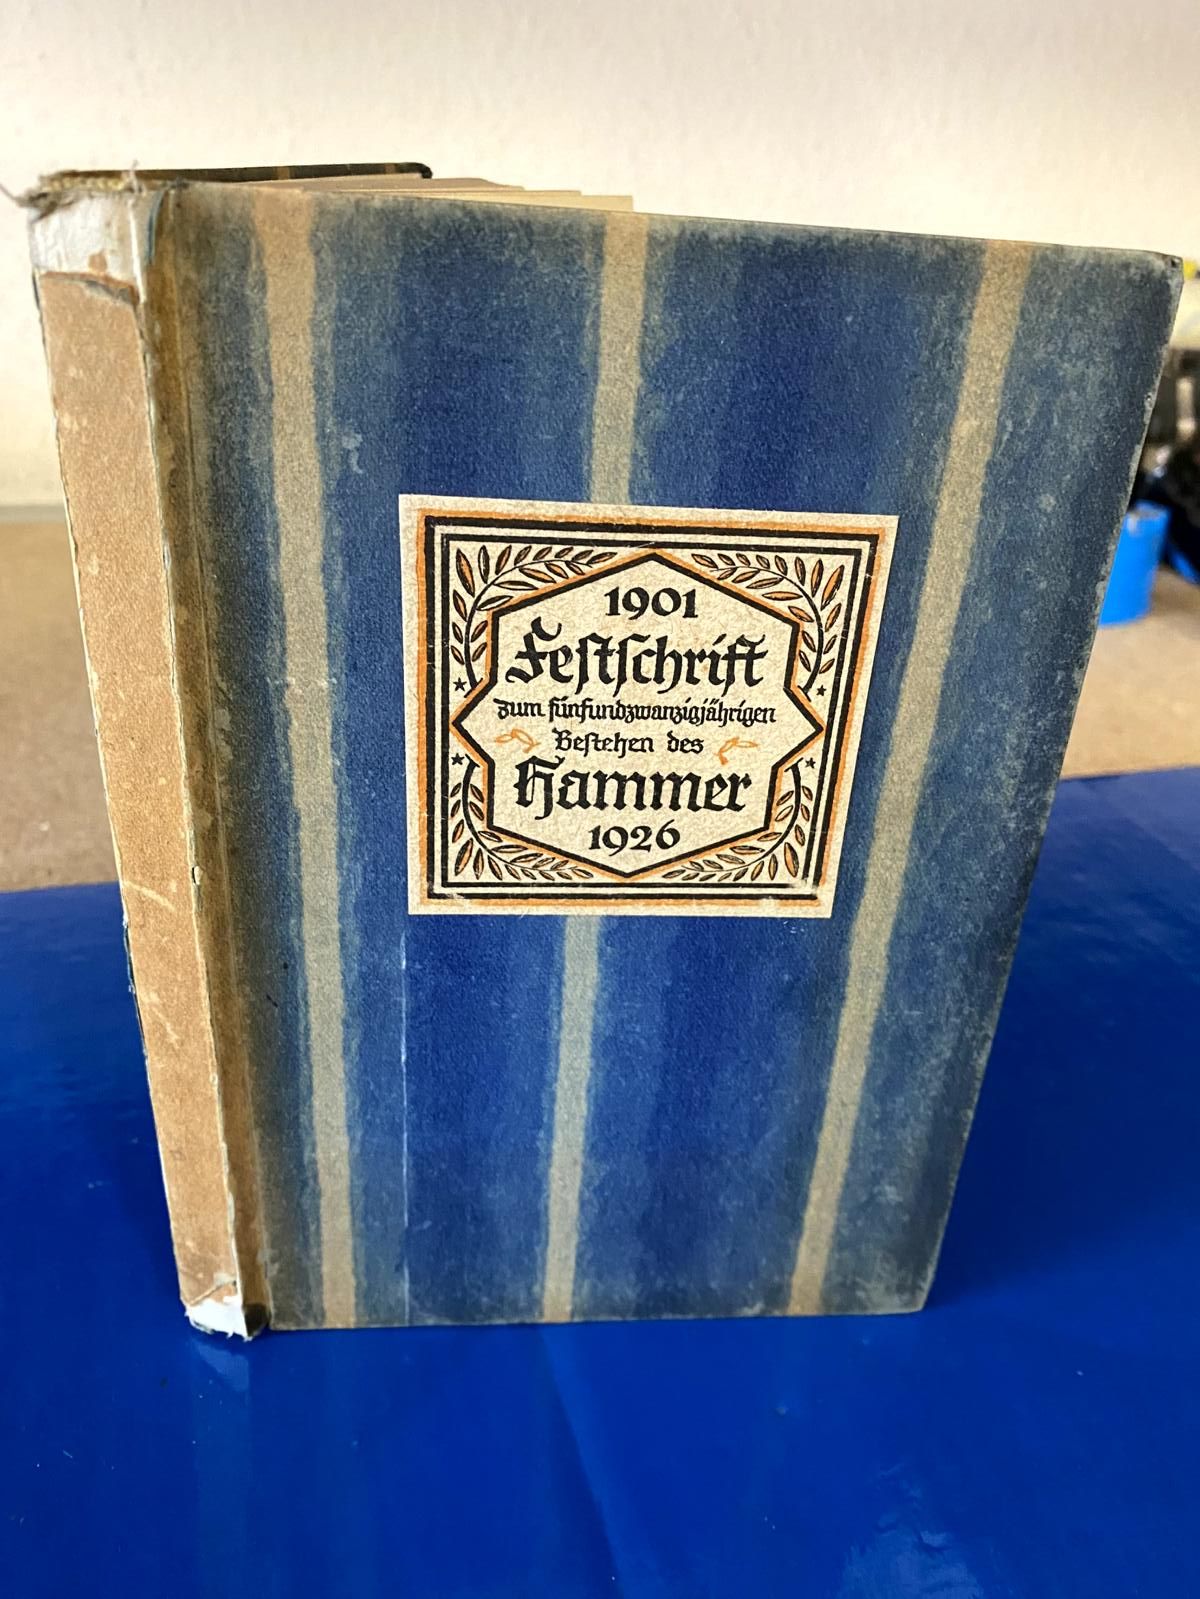 1901
Festschrift
zum fünfundzwanzigjährigen
Bestehen des
Hammer
1926